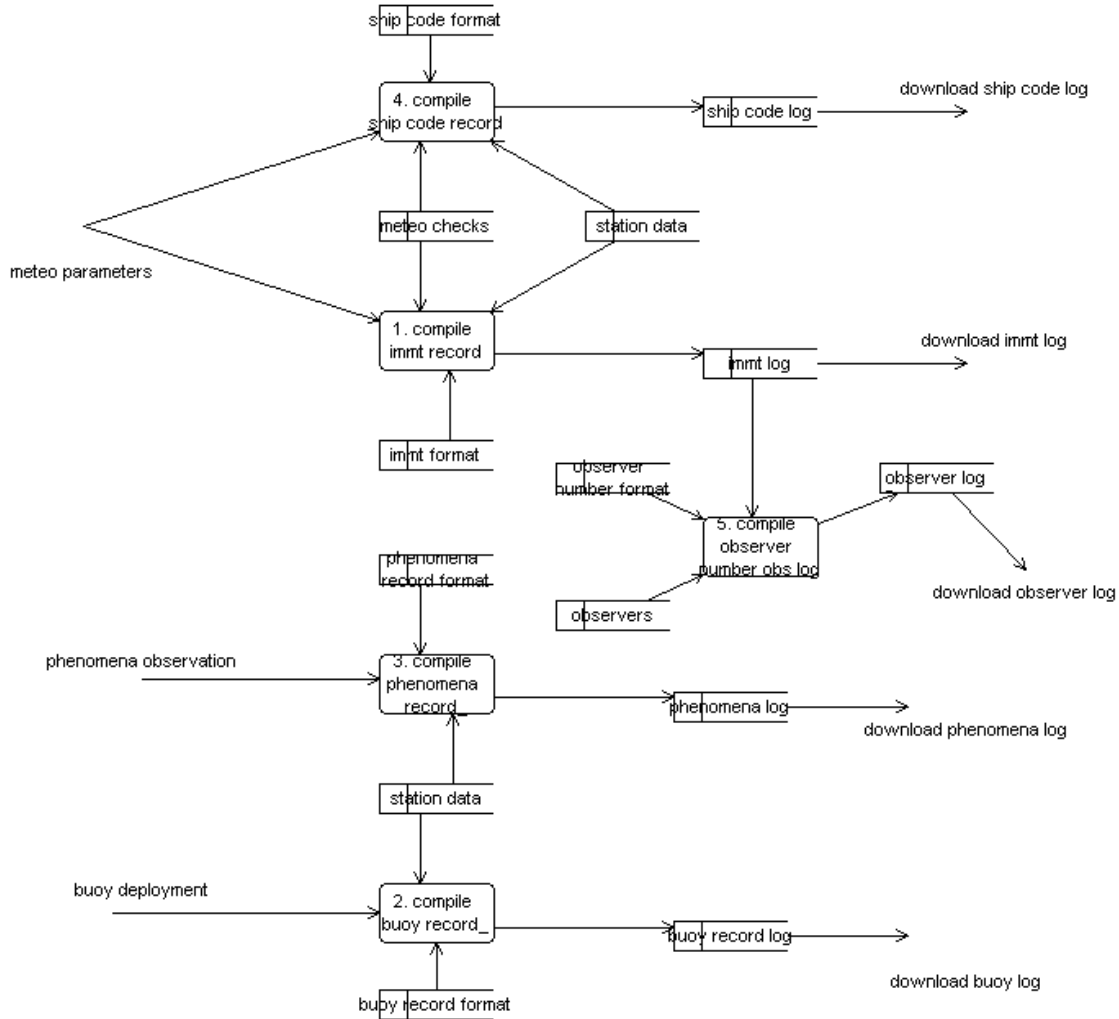 ship code format
4. compile
ship code record
download ship code log
ship code log
meteo checks
station data
meteo parameters
1. compile
immt record
download immt log
immt log
immt format
observer
number format
observer log
5. compile
observer
number obs log
phenomena
record format
download observer log
observers
phenomena observation
3. compile
phenomena
record_
phenomena log
download phenomena log
station data
buoy deployment
2. compile
buoy record_
buoy record log
download buoy log
buoy record format